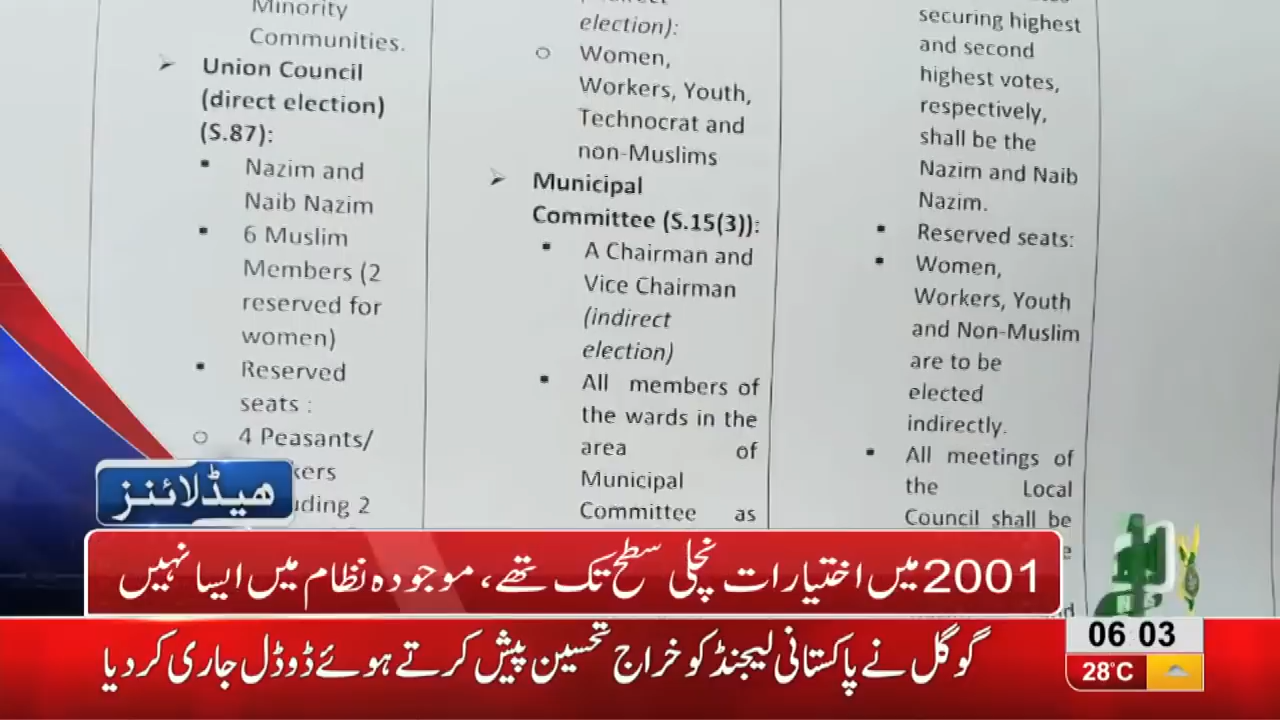 Minority
Communities.
➢ Union Council
(direct election)
(S.87):
▪ Nazim and
Naib Nazim
▪ 6 Muslim
Members (2
reserved for
women)
▪ Reserved
seats :
○ 4 Peasants/
kers
uding 2
election):
○ Women,
Workers, Youth,
Technocrat and
non-Muslims
➢ Municipal
Committee (S.15(3)):
▪ A Chairman and
Vice Chairman
(indirect
election)
▪ All members of
the wards in the
area of
Municipal
Committee as
securing highest
and second
highest votes,
respectively,
shall be the
Nazim and Naib
Nazim.
▪ Reserved seats:
▪ Women,
Workers, Youth
and Non-Muslim
are to be
elected
indirectly.
▪ All meetings of
the Local
Council shall be
ہیڈلائنز
2001 میں اختیارات نچلی سطح تک تھے، موجودہ نظام میں ایسا نہیں
گوگل نے پاکستانی لیجنڈ کو خراج تحسین پیش کرتے ہوئے ڈوڈل جاری کر دیا
06 03
28°C